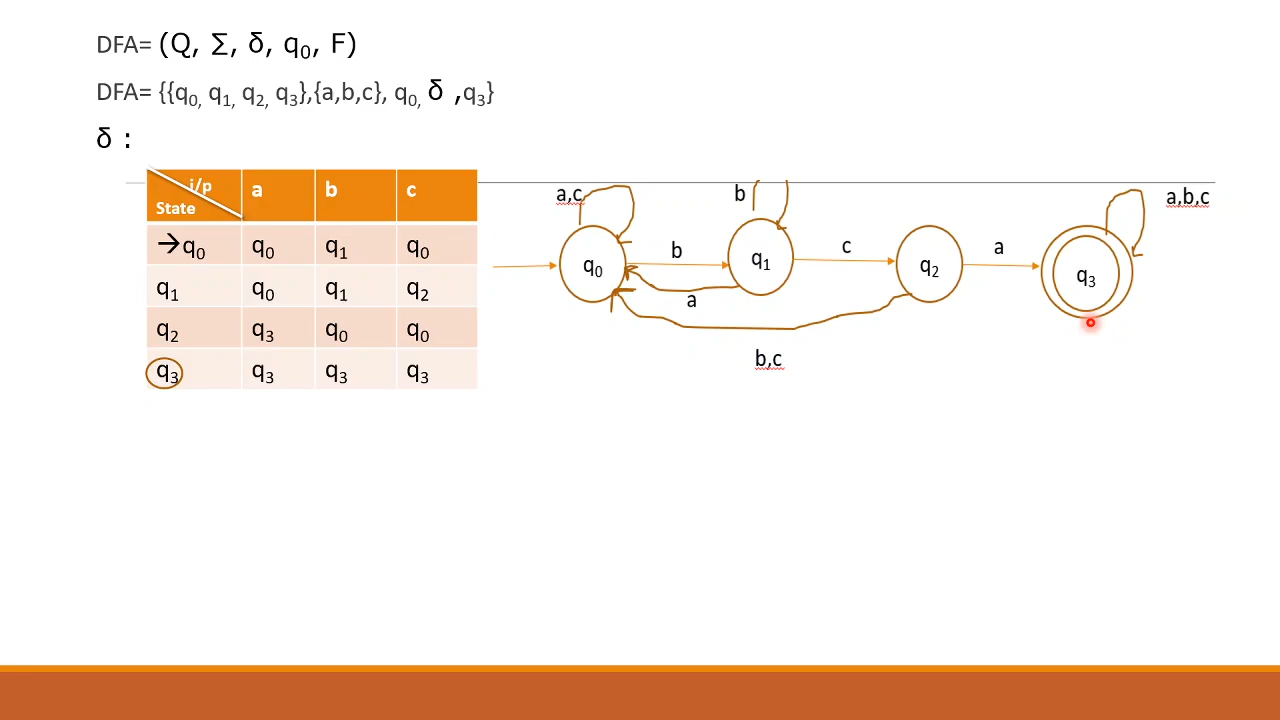 DFA= (Q, Σ, δ, q₀, F)
DFA= {{q₀, q₁, q₂, q₃},{a,b,c}, q₀, δ ,q₃}
δ :
i/p State a b c
→q₀ q₀ q₁ q₀
q₁ q₀ q₁ q₂
q₂ q₃ q₀ q₀
q₃ q₃ q₃ q₃
a,c b a,b,c
q₀ b q₁ c q₂ a q₃
a
b,c